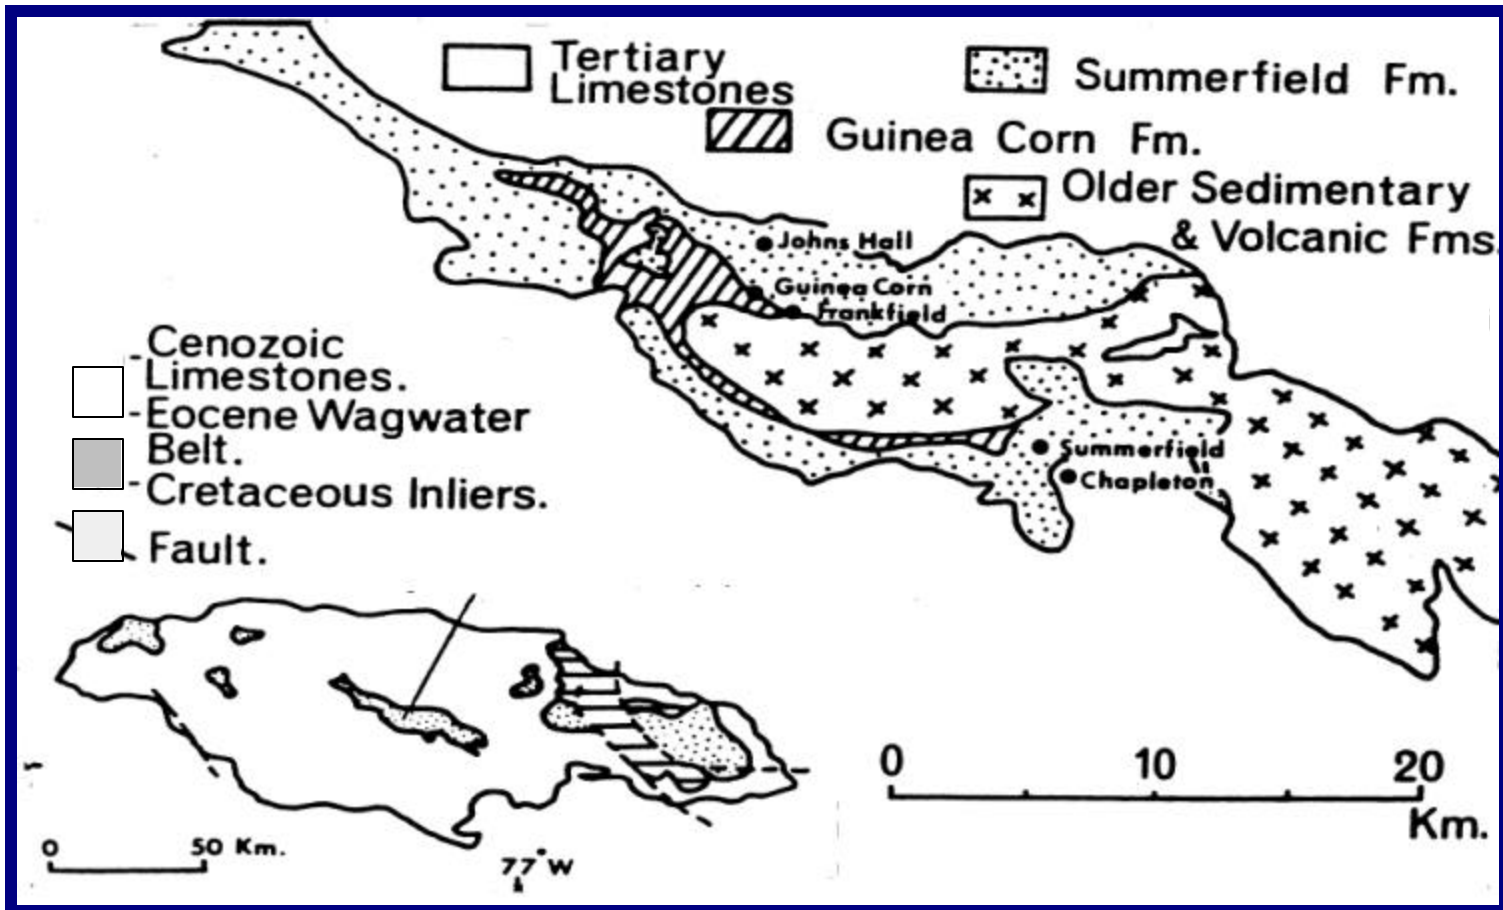 Tertiary
Limestones
Summerfield Fm.
Guinea Corn Fm.
Older Sedimentary
& Volcanic Fms.
Johns Hall
Guinea Corn
Frankfield
Summerfield
Chapleton
-Cenozoic
Limestones.
-Eocene Wagwater
Belt.
-Cretaceous Inliers.
Fault.
0 10 20
Km.
0 50 Km.
77°W